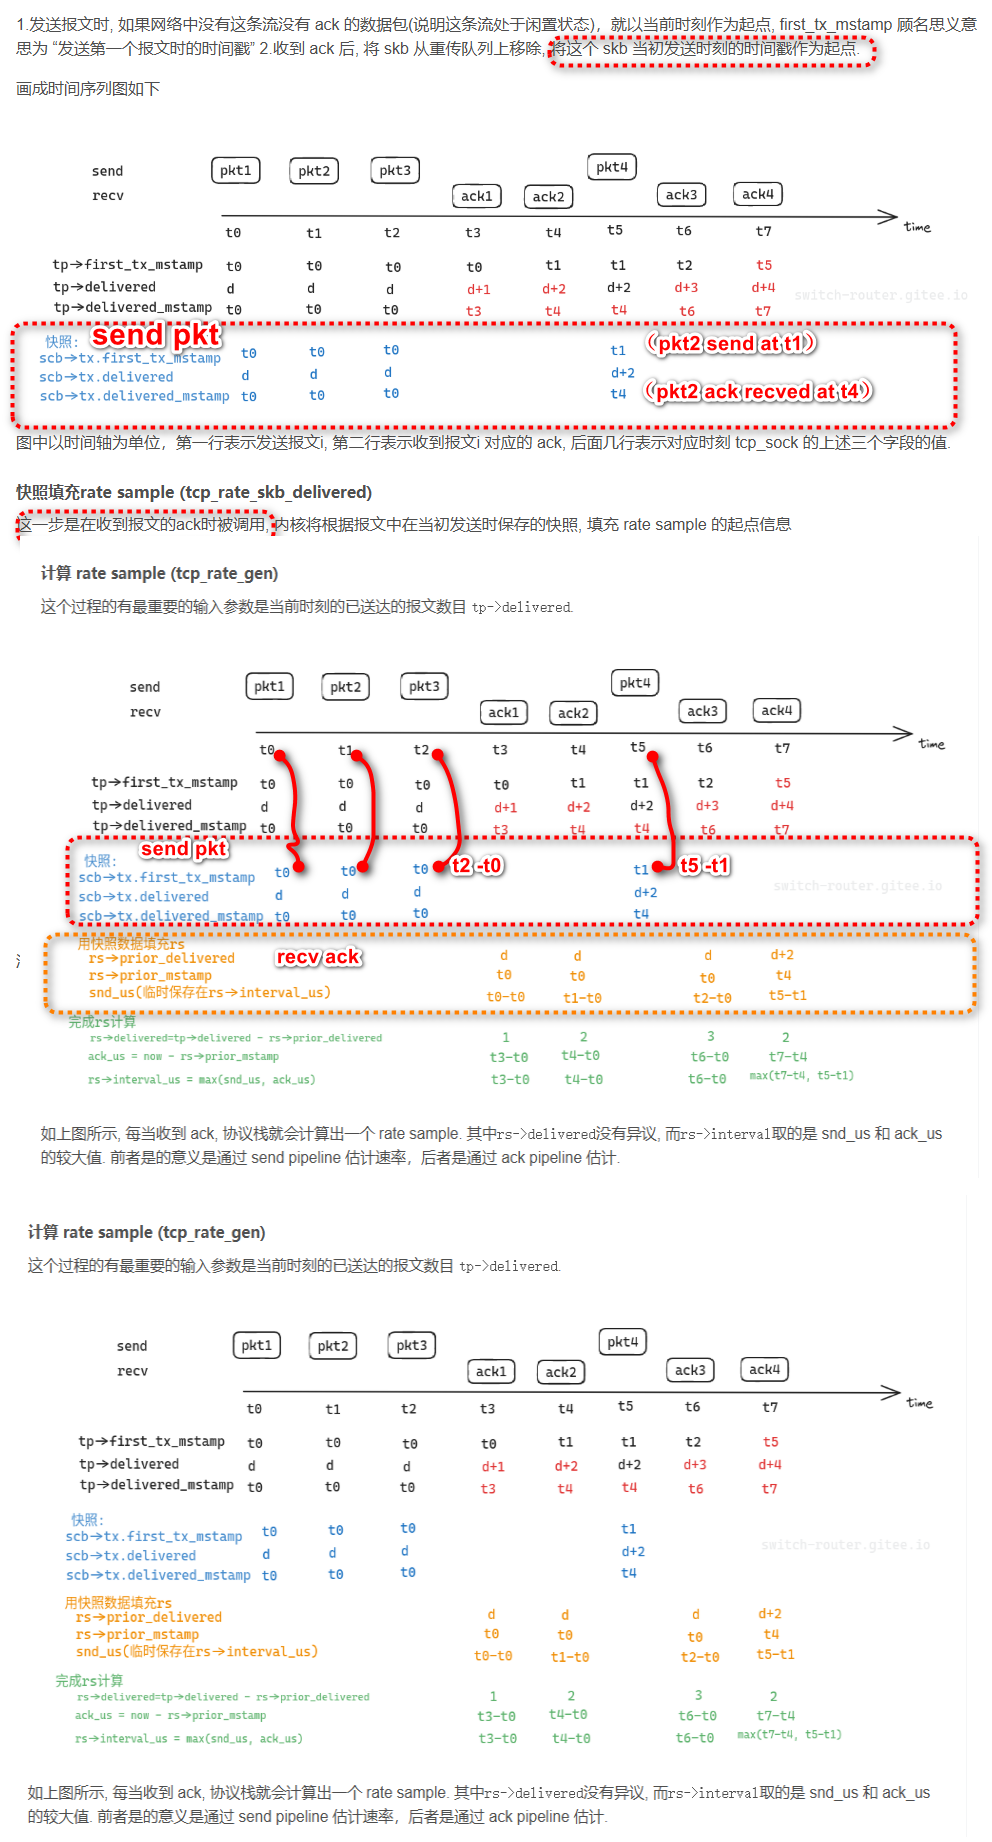 1.发送报文时, 如果网络中没有这条流没有 ack 的数据包(说明这条流处于闲置状态)，就以当前时刻作为起点, first_tx_mstamp 顾名思义意
思为 “发送第一个报文时的时间戳” 2.收到 ack 后, 将 skb 从重传队列上移除, 将这个 skb 当初发送时刻的时间戳作为起点.
画成时间序列图如下
send pkt1 pkt2 pkt3 pkt4
recv ack1 ack2 ack3 ack4
time
t0 t1 t2 t3 t4 t5 t6 t7
tp→first_tx_mstamp t0 t0 t0 t0 t1 t1 t2 t5
tp→delivered d d d d+1 d+2 d+2 d+3 d+4
switch-router.gitee.io
tp→delivered_mstamp t0 t0 t0 t3 t4 t4 t6 t7
快照: send pkt
scb→tx.first_tx_mstamp t0 t0 t0 t1 （pkt2 send at t1）
scb→tx.delivered d d d d+2
scb→tx.delivered_mstamp t0 t0 t0 t4 （pkt2 ack recved at t4）
图中以时间轴为单位，第一行表示发送报文i, 第二行表示收到报文i 对应的 ack, 后面几行表示对应时刻 tcp_sock 的上述三个字段的值.
快照填充rate sample (tcp_rate_skb_delivered)
这一步是在收到报文的ack时被调用, 内核将根据报文中在当初发送时保存的快照, 填充 rate sample 的起点信息
计算 rate sample (tcp_rate_gen)
这个过程的有最重要的输入参数是当前时刻的已送达的报文数目 tp->delivered.
send pkt1 pkt2 pkt3 pkt4
recv ack1 ack2 ack3 ack4
time
t0 t1 t2 t3 t4 t5 t6 t7
tp→first_tx_mstamp t0 t0 t0 t0 t1 t1 t2 t5
tp→delivered d d d d+1 d+2 d+2 d+3 d+4
tp→delivered_mstamp t0 t0 t0 t3 t4 t4 t6 t7
快照: send pkt
scb→tx.first_tx_mstamp t0 t0 t0 t2 -t0 t1 t5 -t1
switch-router.gitee.io
scb→tx.delivered d d d d+2
scb→tx.delivered_mstamp t0 t0 t0 t4
用快照数据填充rs
rs→prior_delivered recv ack d d d d+2
rs→prior_mstamp t0 t0 t0 t4
snd_us(临时保存在rs→interval_us) t0-t0 t1-t0 t2-t0 t5-t1
完成rs计算
rs→delivered=tp→delivered - rs→prior_delivered 1 2 3 2
ack_us = now - rs→prior_mstamp t3-t0 t4-t0 t6-t0 t7-t4
rs→interval_us = max(snd_us, ack_us) t3-t0 t4-t0 t6-t0 max(t7-t4, t5-t1)
如上图所示, 每当收到 ack, 协议栈就会计算出一个 rate sample. 其中rs->delivered没有异议, 而rs->interval取的是 snd_us 和 ack_us
的较大值. 前者是的意义是通过 send pipeline 估计速率，后者是通过 ack pipeline 估计.
计算 rate sample (tcp_rate_gen)
这个过程的有最重要的输入参数是当前时刻的已送达的报文数目 tp->delivered.
send pkt1 pkt2 pkt3 pkt4
recv ack1 ack2 ack3 ack4
time
t0 t1 t2 t3 t4 t5 t6 t7
tp→first_tx_mstamp t0 t0 t0 t0 t1 t1 t2 t5
tp→delivered d d d d+1 d+2 d+2 d+3 d+4
tp→delivered_mstamp t0 t0 t0 t3 t4 t4 t6 t7
快照:
scb→tx.first_tx_mstamp t0 t0 t0 t1
switch-router.gitee.io
scb→tx.delivered d d d d+2
scb→tx.delivered_mstamp t0 t0 t0 t4
用快照数据填充rs
rs→prior_delivered d d d d+2
rs→prior_mstamp t0 t0 t0 t4
snd_us(临时保存在rs→interval_us) t0-t0 t1-t0 t2-t0 t5-t1
完成rs计算
rs→delivered=tp→delivered - rs→prior_delivered 1 2 3 2
ack_us = now - rs→prior_mstamp t3-t0 t4-t0 t6-t0 t7-t4
rs→interval_us = max(snd_us, ack_us) t3-t0 t4-t0 t6-t0 max(t7-t4, t5-t1)
如上图所示, 每当收到 ack, 协议栈就会计算出一个 rate sample. 其中rs->delivered没有异议, 而rs->interval取的是 snd_us 和 ack_us
的较大值. 前者是的意义是通过 send pipeline 估计速率，后者是通过 ack pipeline 估计.